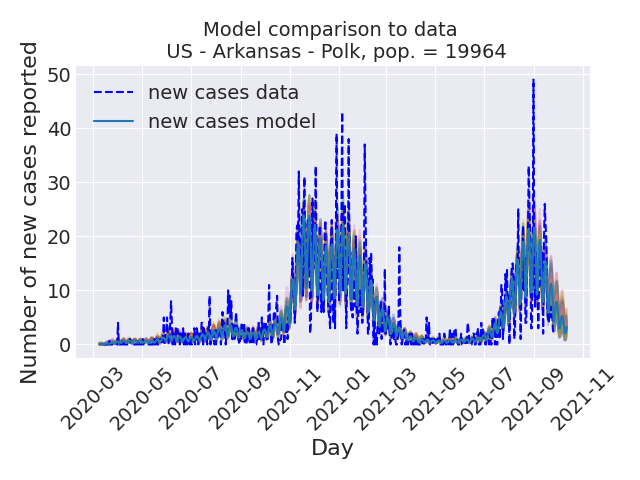 Model comparison to data
US - Arkansas - Polk, pop. = 19964
Number of new cases reported
50
40
30
20
10
0
new cases data
new cases model
2020-03
2020-05
2020-07
2020-09
2020-11
2021-01
2021-03
2021-05
2021-07
2021-09
2021-11
Day